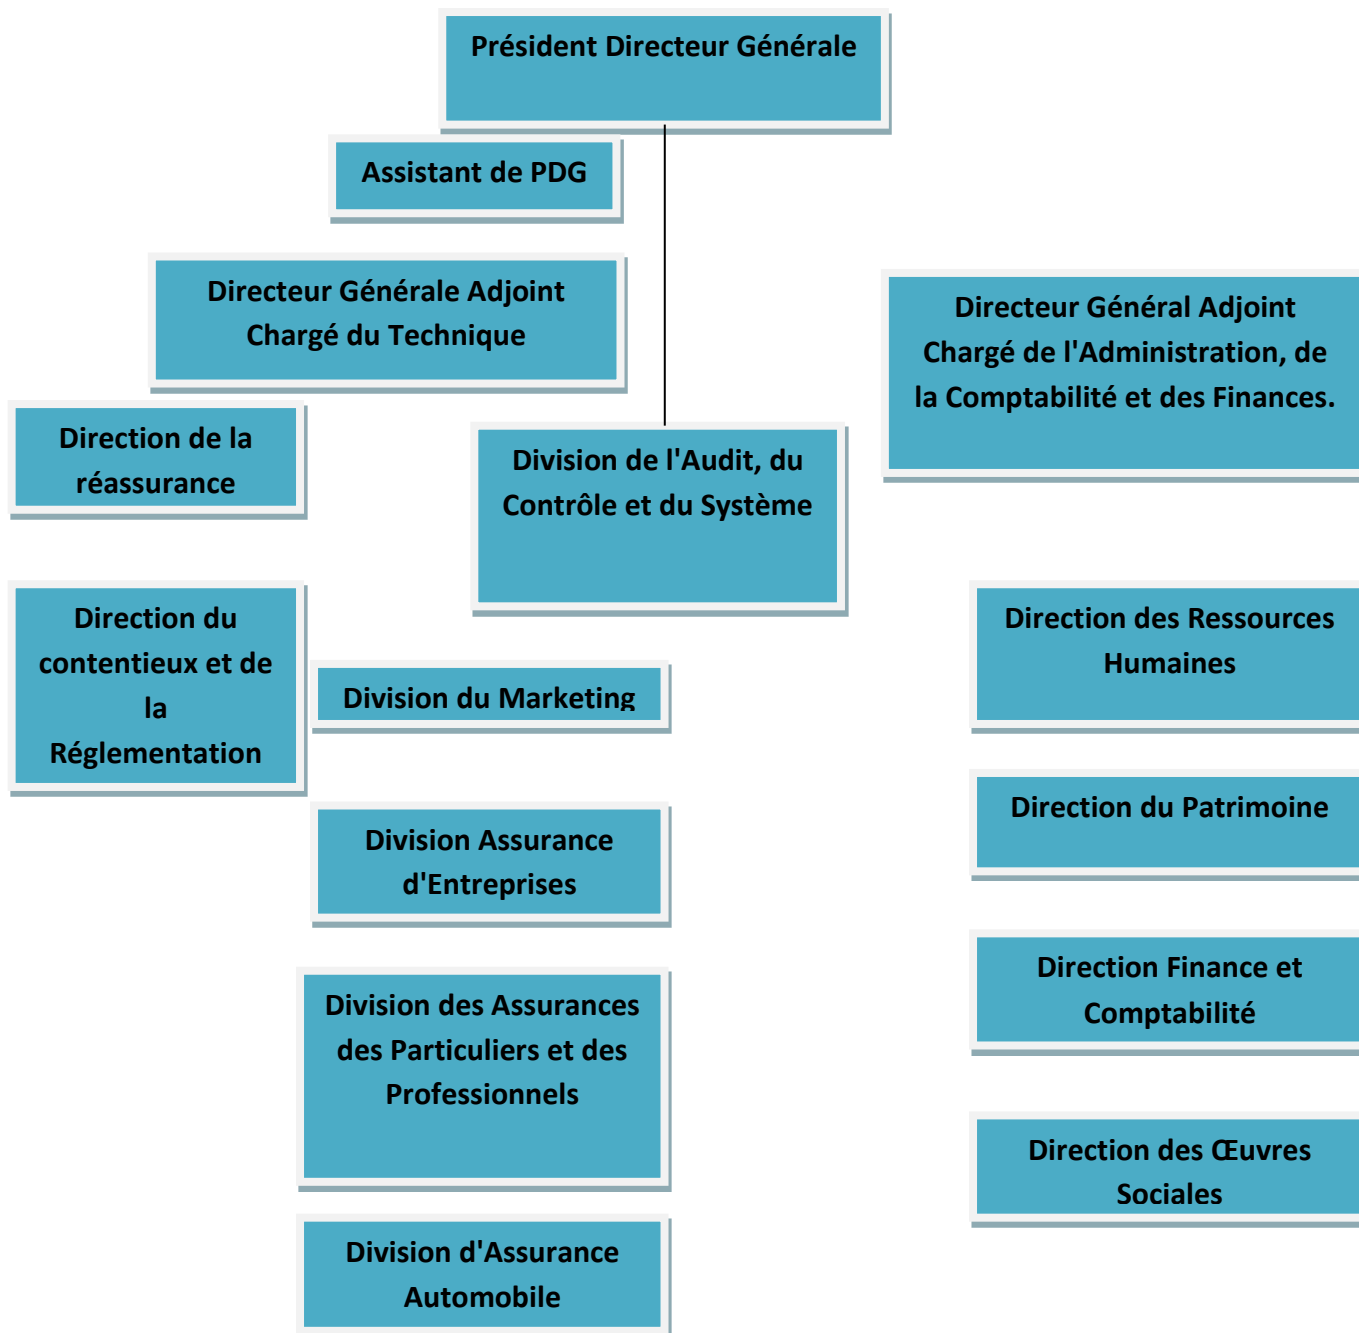 Président Directeur Générale
Assistant de PDG
Directeur Générale Adjoint
Chargé du Technique
Directeur Général Adjoint
Chargé de l'Administration, de
la Comptabilité et des Finances.
Direction de la
réassurance
Division de l'Audit, du
Contrôle et du Système
Direction du
contentieux et de
la
Réglementation
Division du Marketing
Direction des Ressources
Humaines
Direction du Patrimoine
Division Assurance
d'Entreprises
Direction Finance et
Comptabilité
Division des Assurances
des Particuliers et des
Professionnels
Direction des Œuvres
Sociales
Division d'Assurance
Automobile